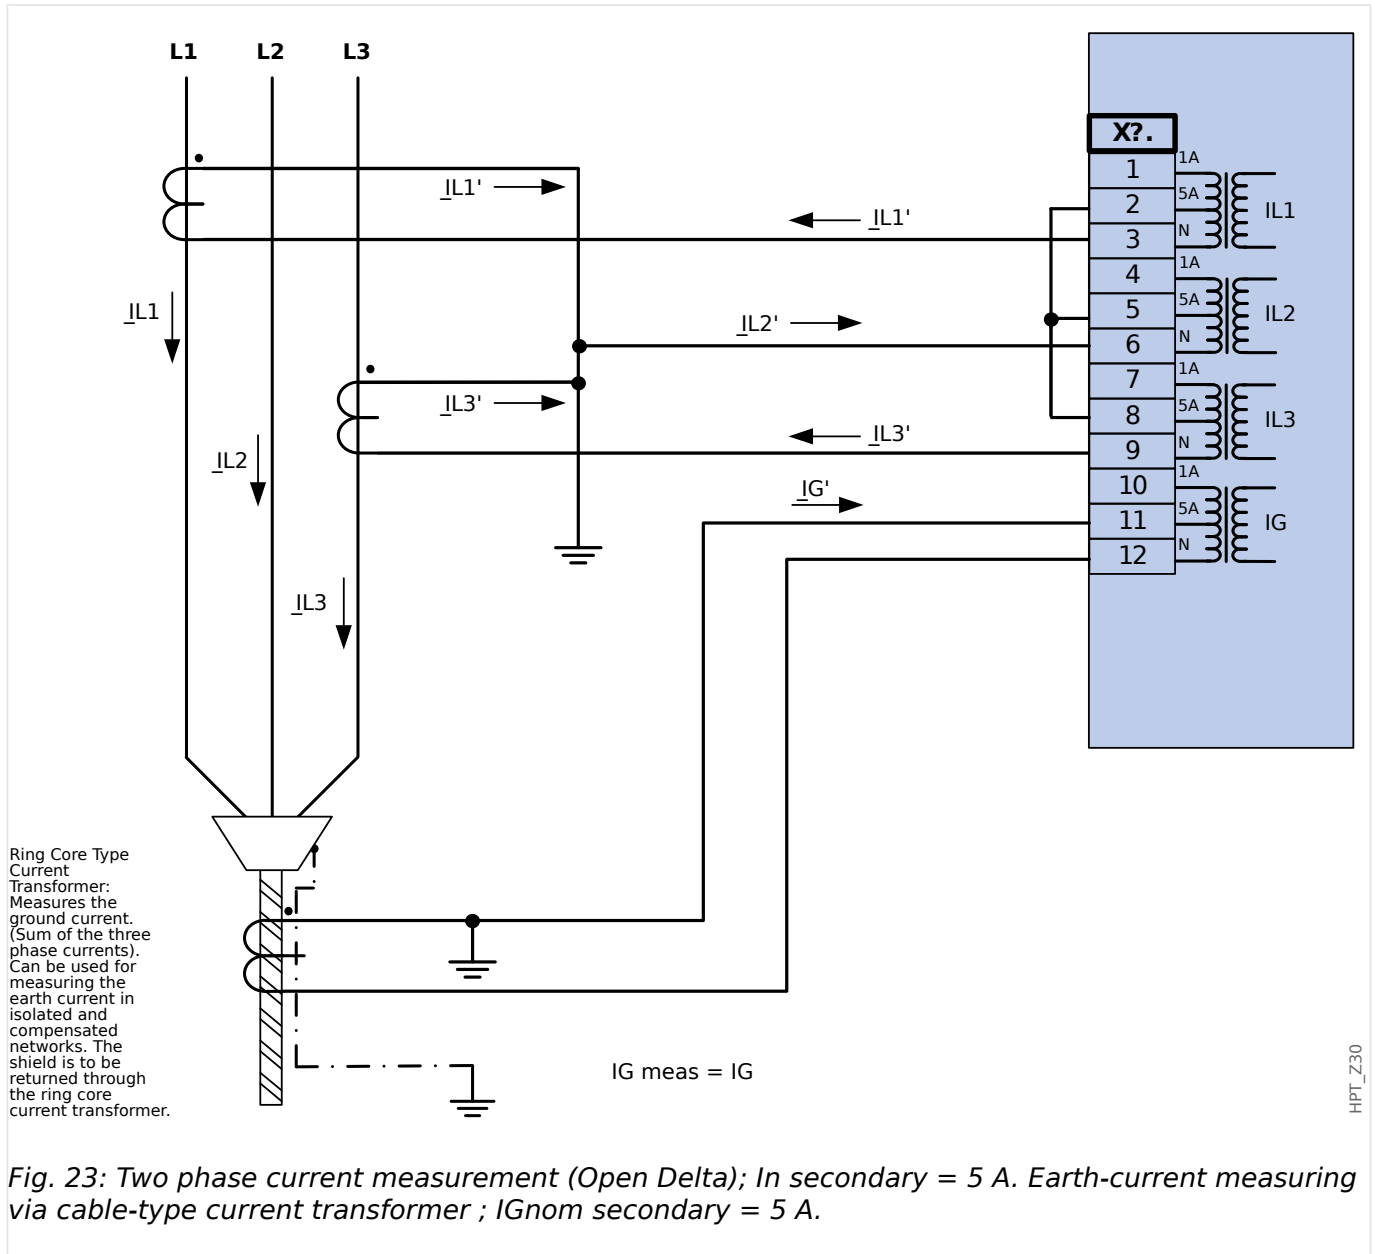 L1 L2 L3
X?.
1 1A
2 5A IL1
3 N
4 1A
5 5A IL2
6 N
7 1A
8 5A IL3
9 N
10 1A
11 5A IG
12 N
IL1'
IL1'
IL1
IL2'
IL3'
IL3'
IL2
IG'
IL3
Ring Core Type
Current
Transformer:
Measures the
ground current.
(Sum of the three
phase currents).
Can be used for
measuring the
earth current in
isolated and
compensated
networks. The
shield is to be
returned through
the ring core
current transformer.
IG meas = IG
HPT_Z30
Fig. 23: Two phase current measurement (Open Delta); In secondary = 5 A. Earth-current measuring
via cable-type current transformer ; IGnom secondary = 5 A.